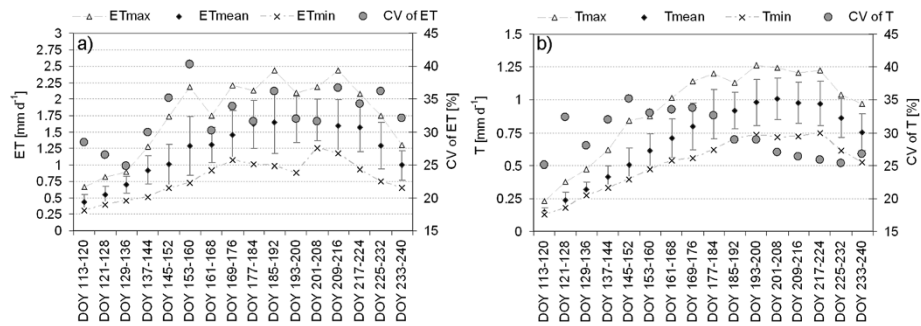 ETmax ETmean ETmin CV of ET
a)
3
2.75
2.5
2.25
2
1.75
1.5
1.25
1
0.75
0.5
0.25
0
ET [mm d-1]
45
40
35
30
25
20
15
CV of ET [%]
DOY 113-120
DOY 121-128
DOY 129-136
DOY 137-144
DOY 145-152
DOY 153-160
DOY 161-168
DOY 169-176
DOY 177-184
DOY 185-192
DOY 193-200
DOY 201-208
DOY 209-216
DOY 217-224
DOY 225-232
DOY 233-240
Tmax Tmean Tmin CV of T
b)
1.5
1.25
1
0.75
0.5
0.25
0
T [mm d-1]
45
40
35
30
25
20
15
CV of T [%]
DOY 113-120
DOY 121-128
DOY 129-136
DOY 137-144
DOY 145-152
DOY 153-160
DOY 161-168
DOY 169-176
DOY 177-184
DOY 185-192
DOY 193-200
DOY 201-208
DOY 209-216
DOY 217-224
DOY 225-232
DOY 233-240